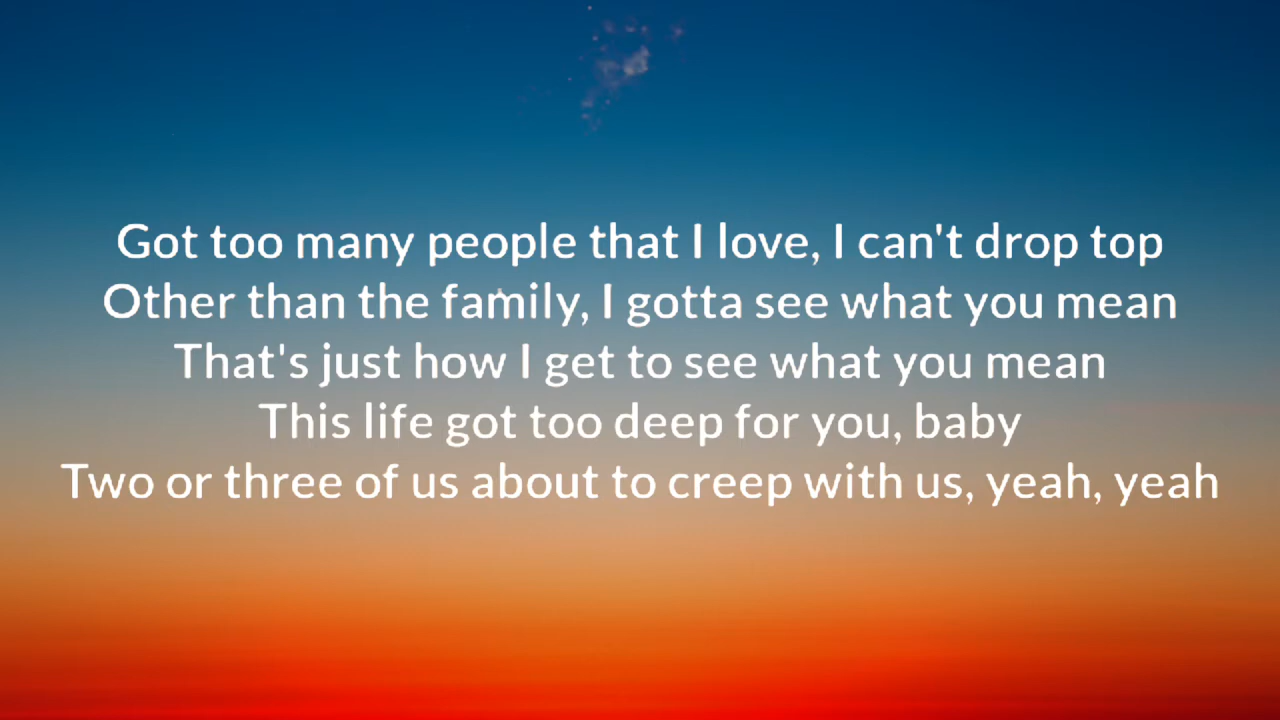 Got too many people that I love, I can't drop top
Other than the family, I gotta see what you mean
That's just how I get to see what you mean
This life got too deep for you, baby
Two or three of us about to creep with us, yeah, yeah